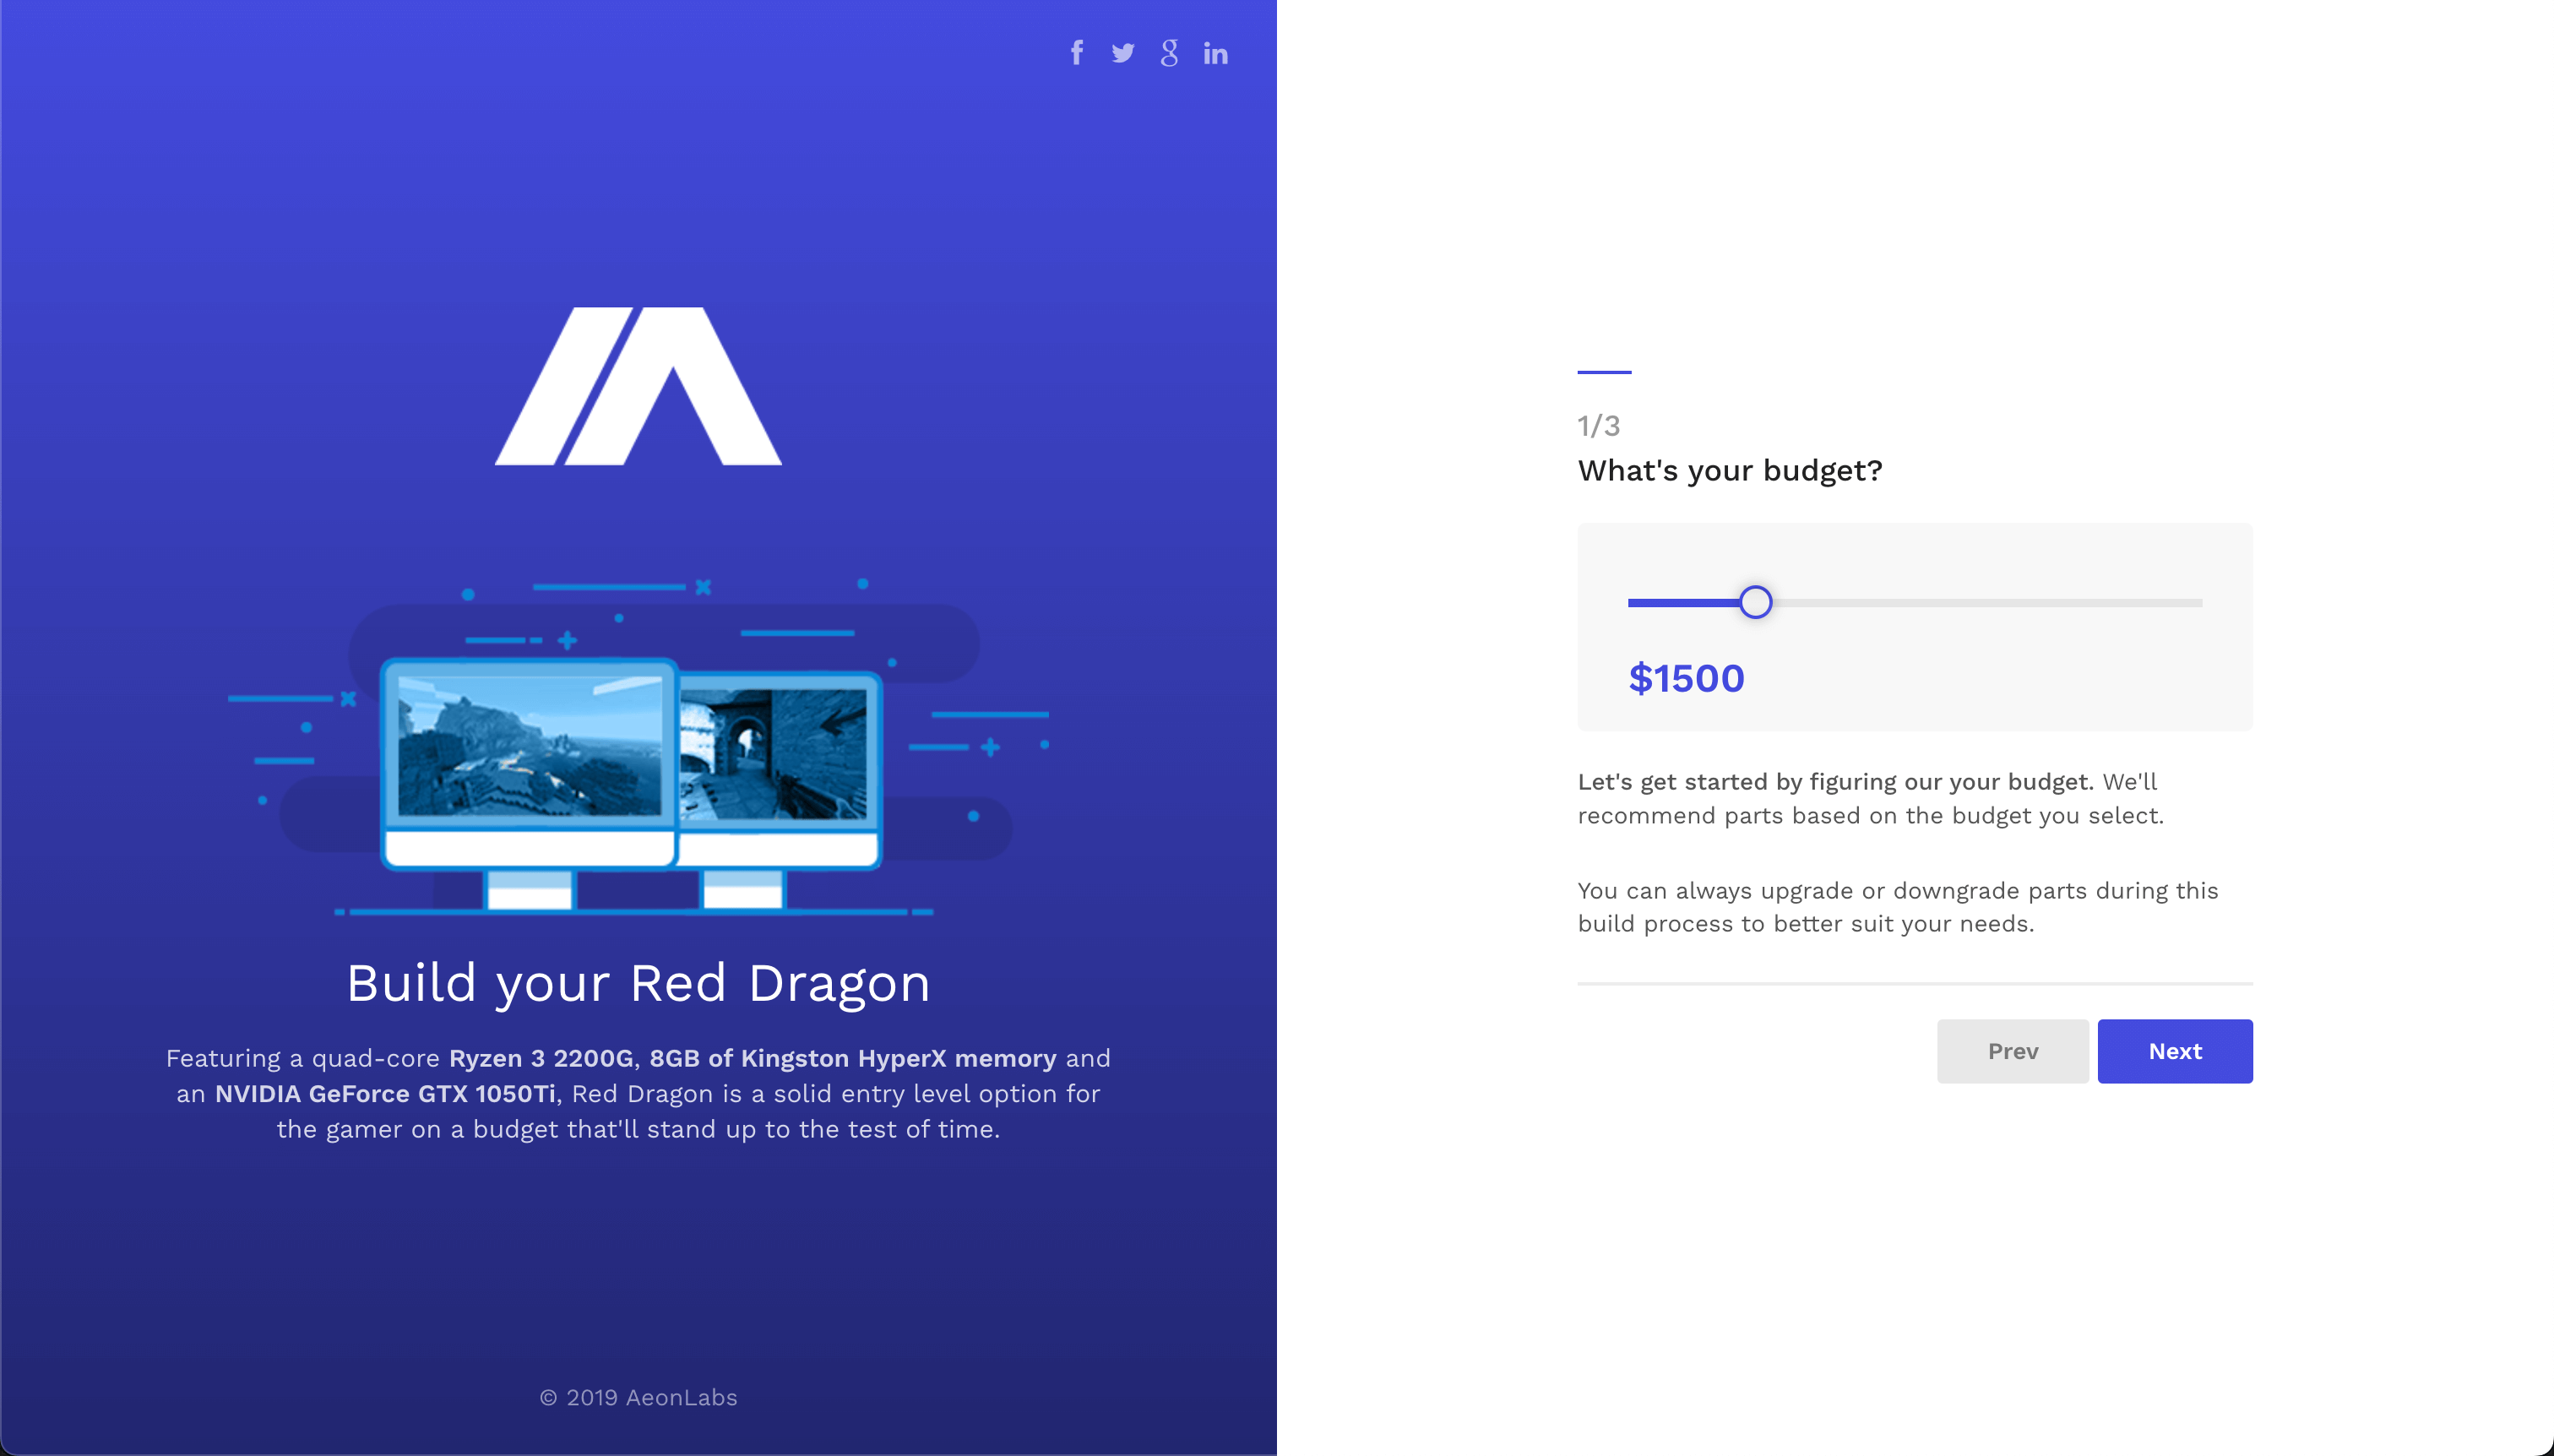 Build your Red Dragon
Featuring a quad-core Ryzen 3 2200G, 8GB of Kingston HyperX memory and
an NVIDIA GeForce GTX 1050Ti, Red Dragon is a solid entry level option for
the gamer on a budget that'll stand up to the test of time.
© 2019 AeonLabs
1/3
What's your budget?
$1500
Let's get started by figuring our your budget. We'll
recommend parts based on the budget you select.
You can always upgrade or downgrade parts during this
build process to better suit your needs.
Prev
Next